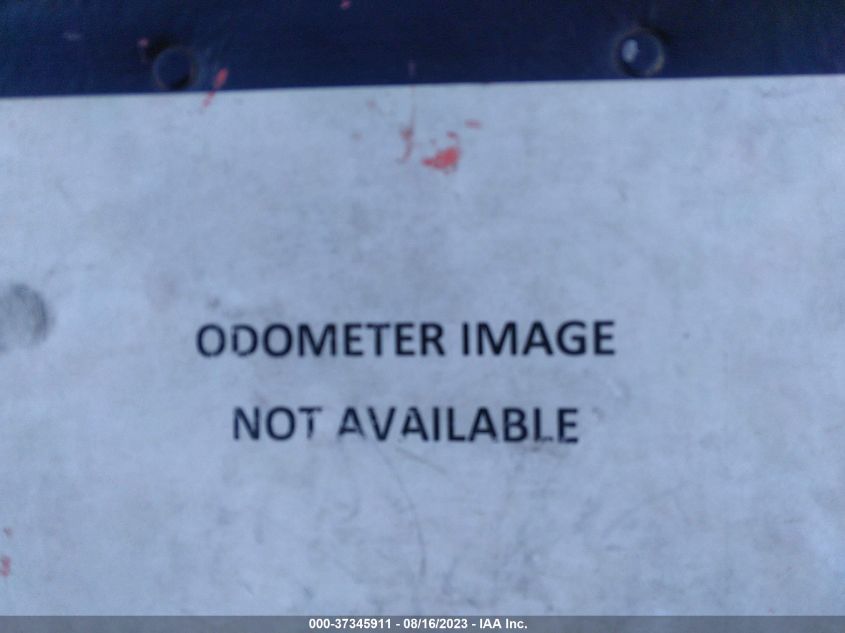 ODOMETER IMAGE
NOT AVAILABLE
000-37345911 - 08/16/2023 - IAA Inc.